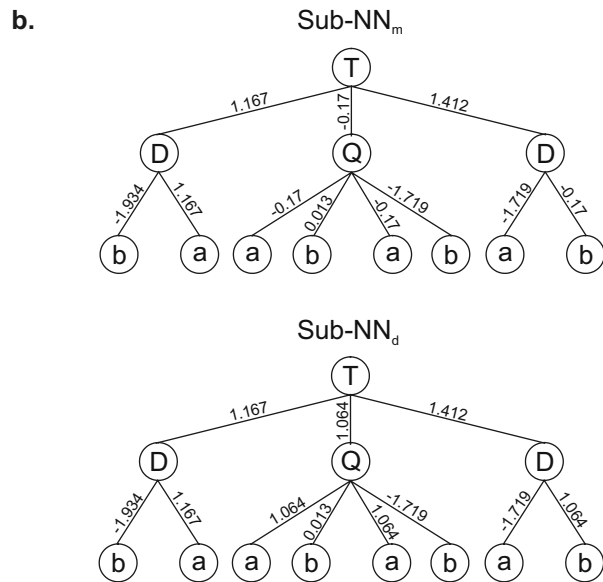 b.
Sub-NNm
T
1.167 -0.17 1.412
D Q D
-1.934 1.167 -0.17 0.013 -0.17 -1.719 -1.719 -0.17
b a a b a b a b
Sub-NNd
T
1.167 1.064 1.412
D Q D
-1.934 1.167 1.064 0.013 1.064 -1.719 -1.719 1.064
b a a b a b a b